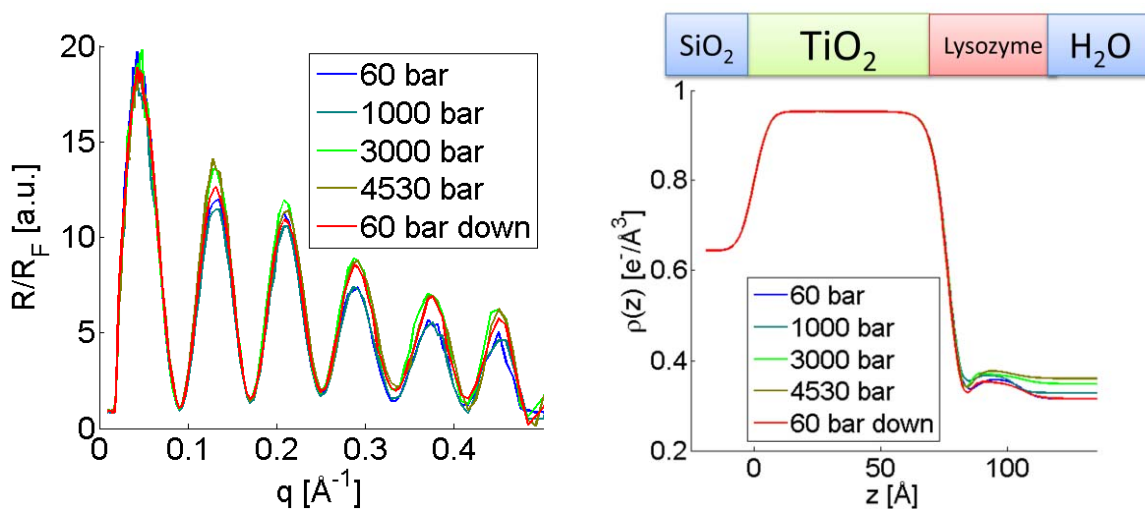 20
15
10
5
0
R/R_F [a.u.]
60 bar
1000 bar
3000 bar
4530 bar
60 bar down
0 0.1 0.2 0.3 0.4
q [Å⁻¹]
SiO₂ TiO₂ Lysozyme H₂O
1
0.8
0.6
0.4
0.2
ρ(z) [e⁻/Å³]
60 bar
1000 bar
3000 bar
4530 bar
60 bar down
0 50 100
z [Å]